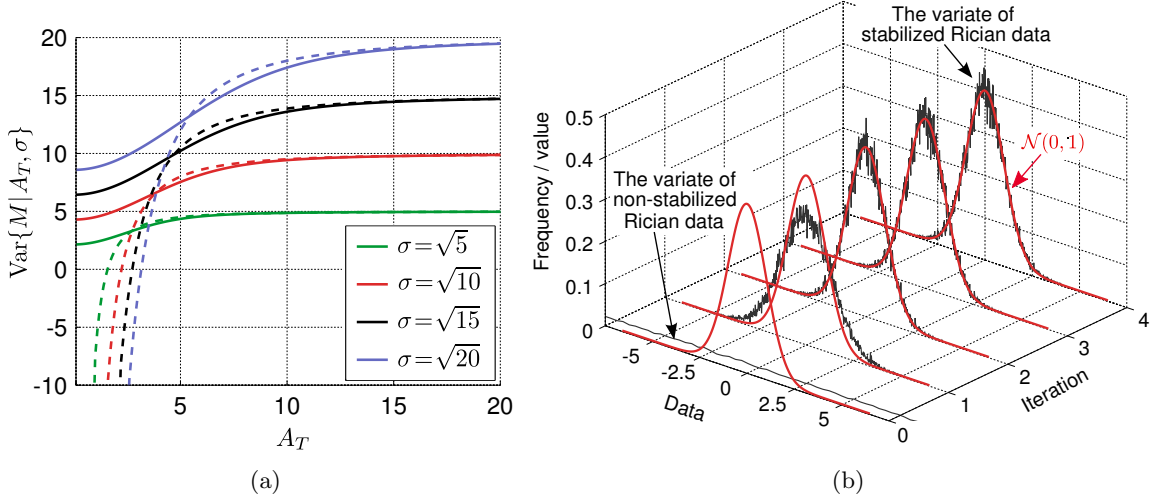 20
15
10
5
0
-5
-10
5
10
15
20
Var{M|A_T, σ}
A_T
σ=√5
σ=√10
σ=√15
σ=√20
(a)
The variate of
stabilized Rician data
𝒩(0,1)
The variate of
non-stabilized
Rician data
Frequency / value
0.5
0.4
0.3
0.2
0.1
0
-5
-2.5
0
2.5
5
Data
0
1
2
3
4
Iteration
(b)